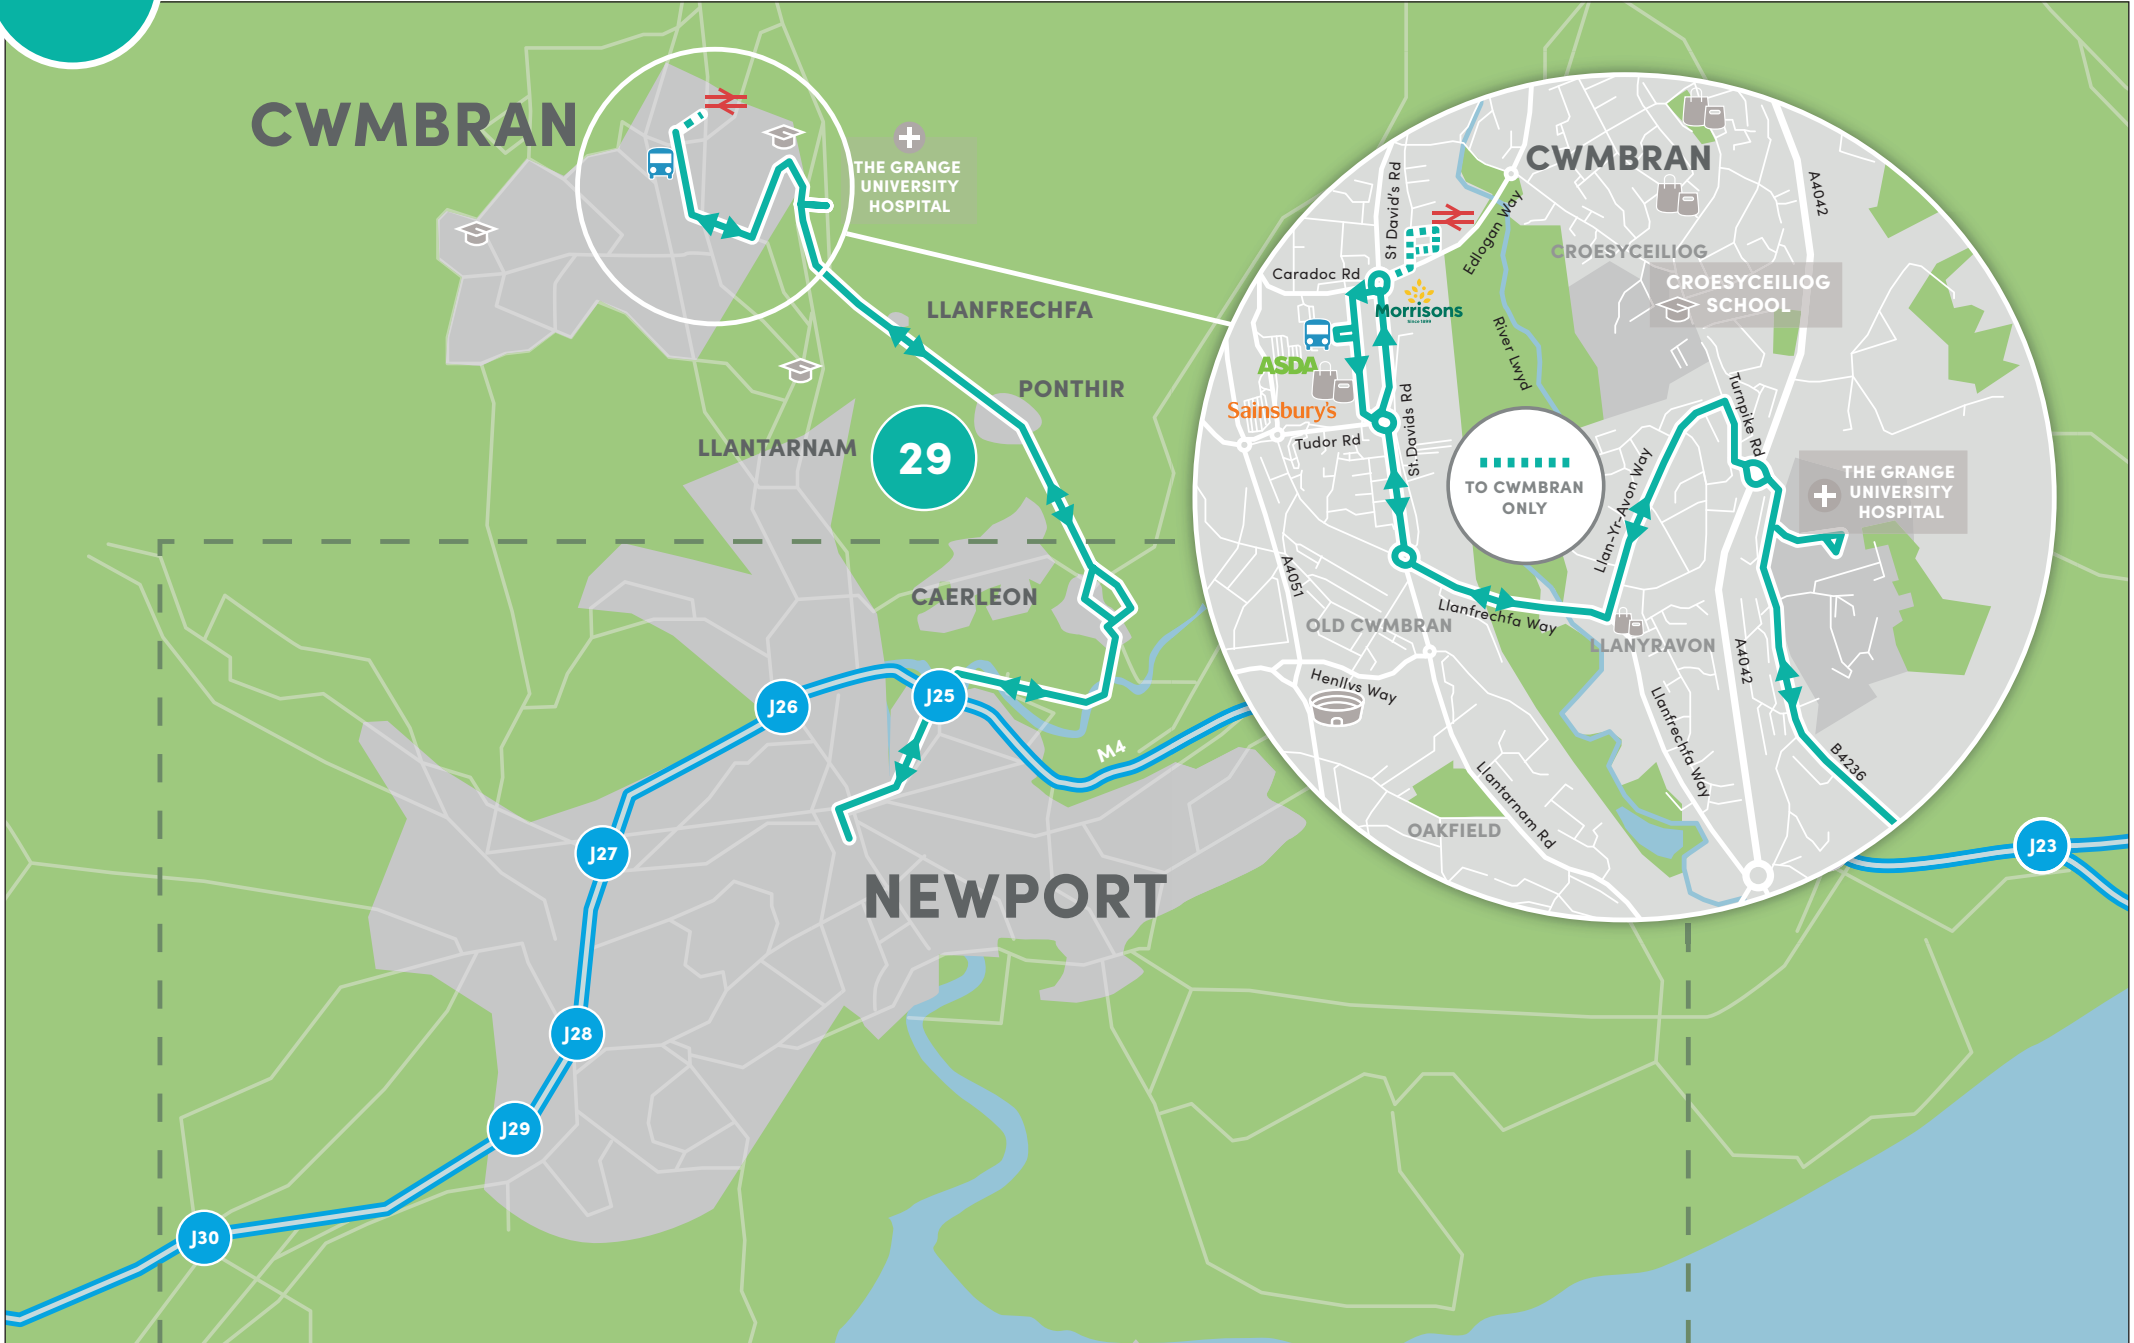 CWMBRAN
THE GRANGE
UNIVERSITY
HOSPITAL
LLANFRECHFA
PONTHIR
LLANTARNAM
29
CAERLEON
J25
J26
M4
J27
NEWPORT
J28
J29
J30
J23
CWMBRAN
A4042
St David's Rd
Edlogan Way
CROESYCEILIOG
CROESYCEILIOG
SCHOOL
Caradoc Rd
Morrisons
Since 1899
River Lwyd
ASDA
Sainsbury's
Tudor Rd
St.Davids Rd
Turnpike Rd
TO CWMBRAN
ONLY
Llan-Yr-Avon Way
THE GRANGE
UNIVERSITY
HOSPITAL
A4051
Llanfrechfa Way
OLD CWMBRAN
LLANYRAVON
A4042
Henllvs Way
Llanfrechfa Way
B4236
Llantarnam Rd
OAKFIELD